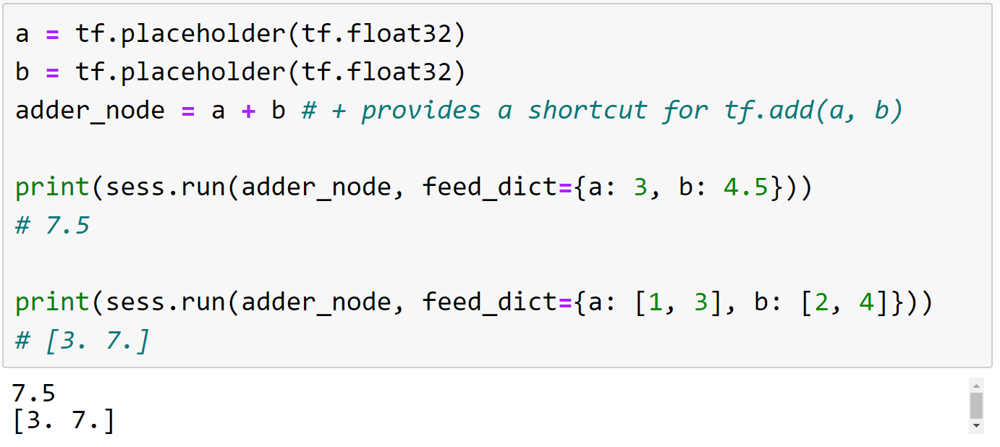 a = tf.placeholder(tf.float32)
b = tf.placeholder(tf.float32)
adder_node = a + b # + provides a shortcut for tf.add(a, b)
print(sess.run(adder_node, feed_dict={a: 3, b: 4.5}))
# 7.5
print(sess.run(adder_node, feed_dict={a: [1, 3], b: [2, 4]}))
# [3. 7.]
7.5
[3. 7.]